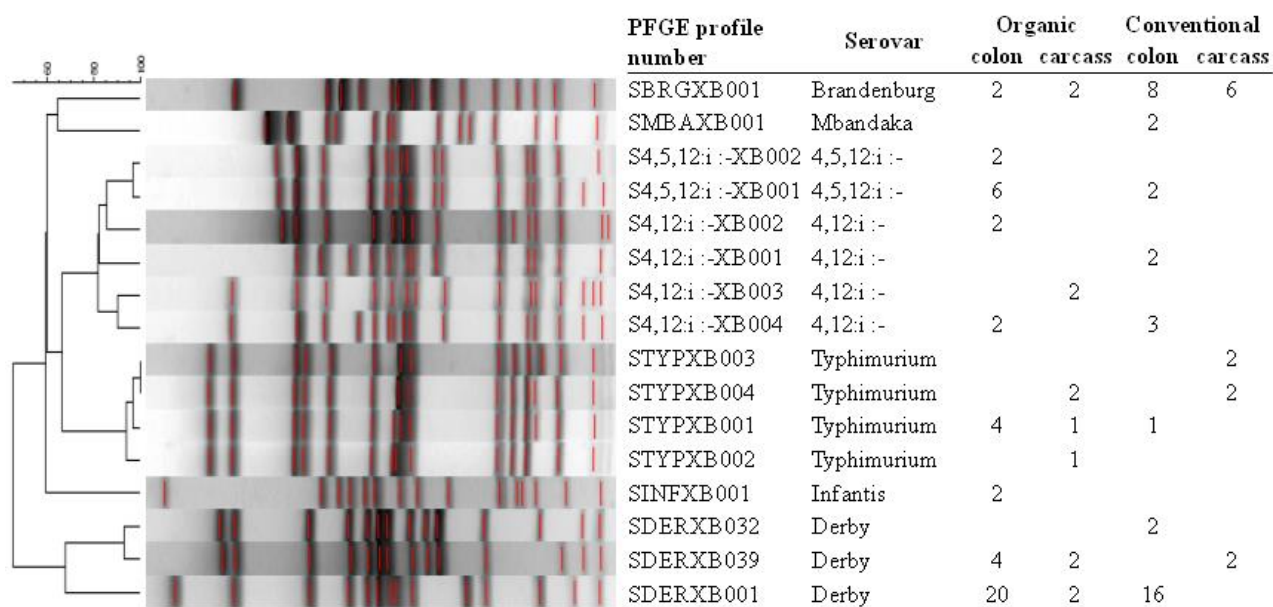 PFGE profile number Serovar Organic Conventional
colon carcass colon carcass
60 80 100
SBRGXB001 Brandenburg 2 2 8 6
SMBAXB001 Mbandaka 2
S4,5,12:i :-XB002 4,5,12:i :- 2
S4,5,12:i :-XB001 4,5,12:i :- 6 2
S4,12:i :-XB002 4,12:i :- 2
S4,12:i :-XB001 4,12:i :- 2
S4,12:i :-XB003 4,12:i :- 2
S4,12:i :-XB004 4,12:i :- 2 3
STYPXB003 Typhimurium 2
STYPXB004 Typhimurium 2 2
STYPXB001 Typhimurium 4 1 1
STYPXB002 Typhimurium 1
SINFXB001 Infantis 2
SDERXB032 Derby 2
SDERXB039 Derby 4 2 2
SDERXB001 Derby 20 2 16